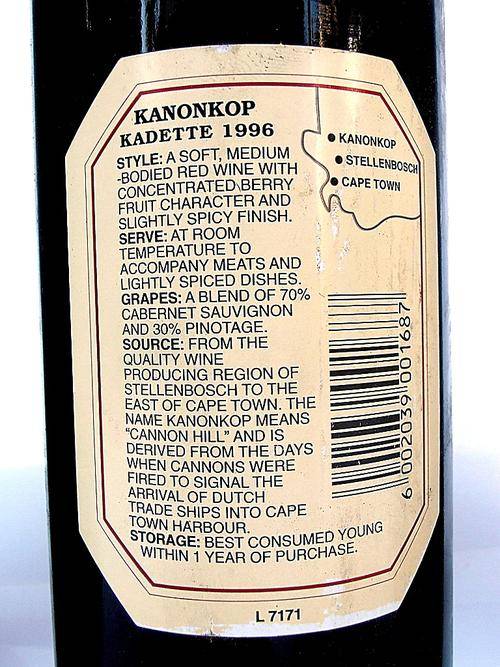 KANONKOP
KADETTE 1996
STYLE: A SOFT, MEDIUM
-BODIED RED WINE WITH
CONCENTRATED BERRY
FRUIT CHARACTER AND
SLIGHTLY SPICY FINISH.
SERVE: AT ROOM
TEMPERATURE TO
ACCOMPANY MEATS AND
LIGHTLY SPICED DISHES.
GRAPES: A BLEND OF 70%
CABERNET SAUVIGNON
AND 30% PINOTAGE.
SOURCE: FROM THE
QUALITY WINE
PRODUCING REGION OF
STELLENBOSCH TO THE
EAST OF CAPE TOWN. THE
NAME KANONKOP MEANS
"CANNON HILL" AND IS
DERIVED FROM THE DAYS
WHEN CANNONS WERE
FIRED TO SIGNAL THE
ARRIVAL OF DUTCH
TRADE SHIPS INTO CAPE
TOWN HARBOUR.
STORAGE: BEST CONSUMED YOUNG
WITHIN 1 YEAR OF PURCHASE.
KANONKOP
STELLENBOSCH
CAPE TOWN
6 002039 001687
L 7171